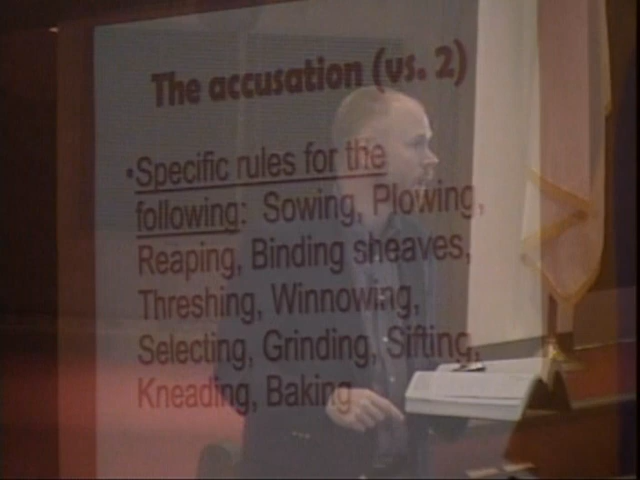 The accusation (vs. 2)
•Specific rules for the
following: Sowing, Plowing,
Reaping, Binding sheaves,
Threshing, Winnowing,
Selecting, Grinding, Sifting,
Kneading, Baking